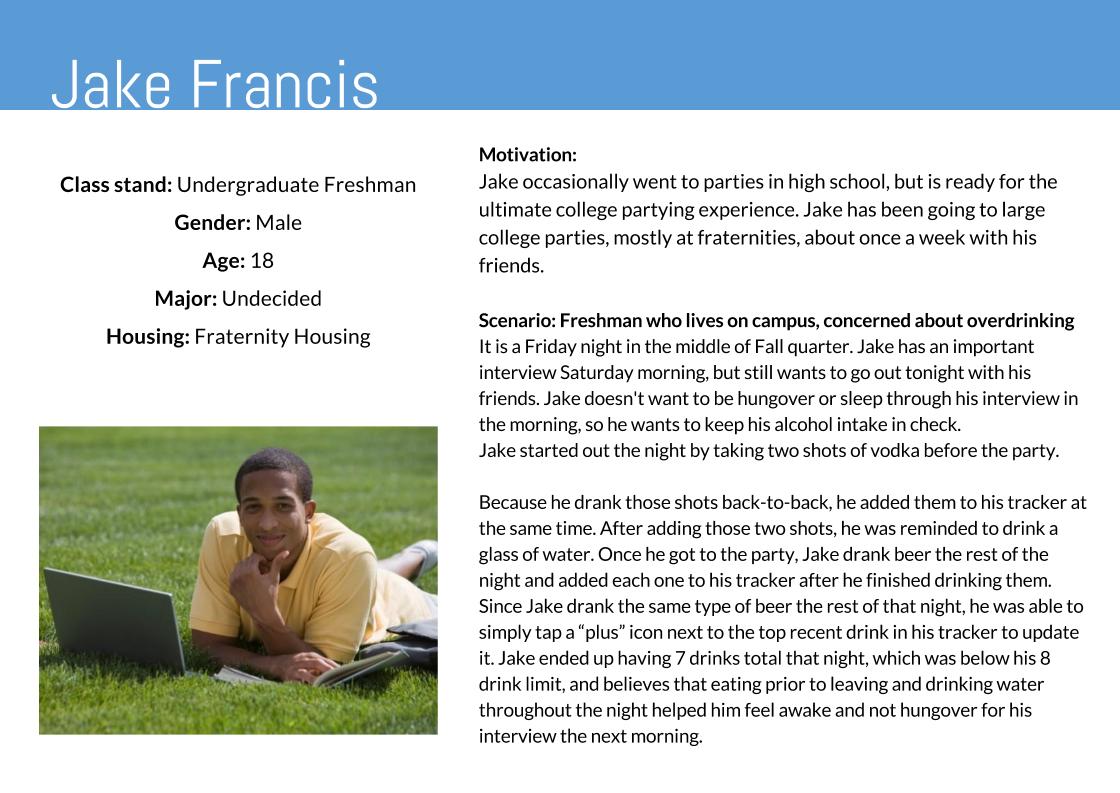 Jake Francis
Class stand: Undergraduate Freshman
Gender: Male
Age: 18
Major: Undecided
Housing: Fraternity Housing
Motivation:
Jake occasionally went to parties in high school, but is ready for the
ultimate college partying experience. Jake has been going to large
college parties, mostly at fraternities, about once a week with his
friends.
Scenario: Freshman who lives on campus, concerned about overdrinking
It is a Friday night in the middle of Fall quarter. Jake has an important
interview Saturday morning, but still wants to go out tonight with his
friends. Jake doesn't want to be hungover or sleep through his interview in
the morning, so he wants to keep his alcohol intake in check.
Jake started out the night by taking two shots of vodka before the party.
Because he drank those shots back-to-back, he added them to his tracker at
the same time. After adding those two shots, he was reminded to drink a
glass of water. Once he got to the party, Jake drank beer the rest of the
night and added each one to his tracker after he finished drinking them.
Since Jake drank the same type of beer the rest of that night, he was able to
simply tap a “plus” icon next to the top recent drink in his tracker to update
it. Jake ended up having 7 drinks total that night, which was below his 8
drink limit, and believes that eating prior to leaving and drinking water
throughout the night helped him feel awake and not hungover for his
interview the next morning.